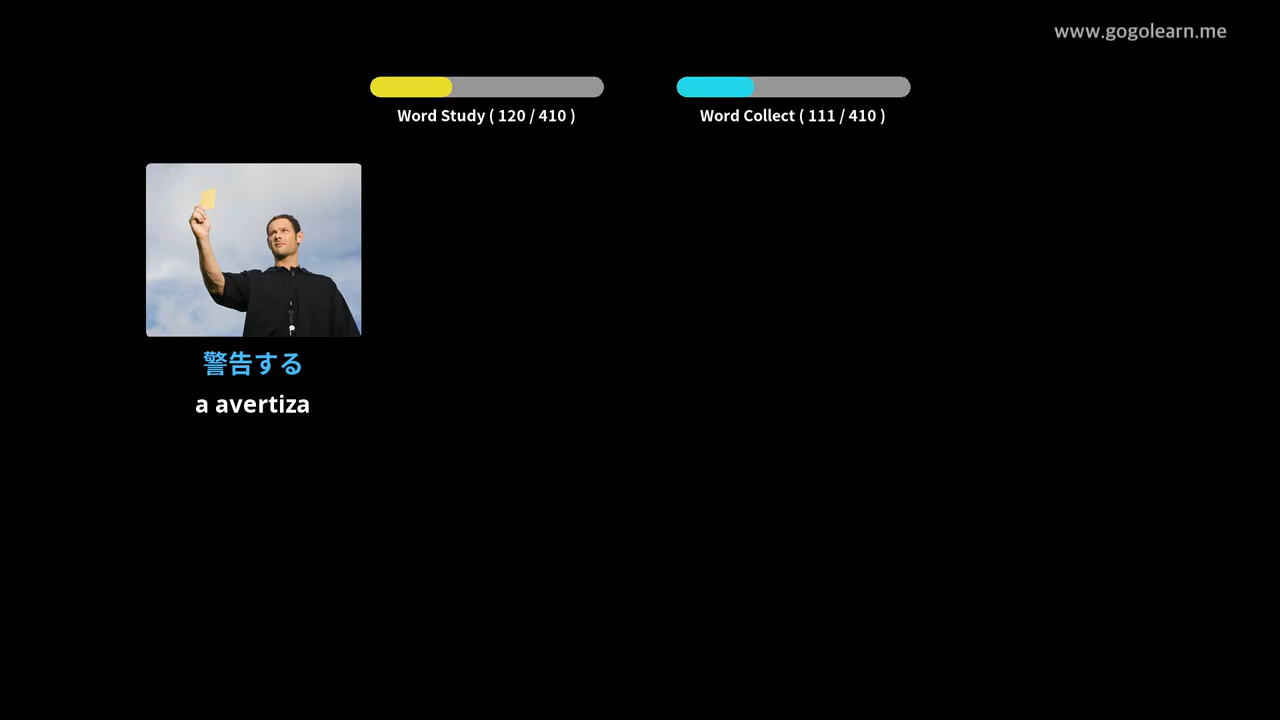 www.gogolearn.me
Word Study ( 120 / 410 )
Word Collect ( 111 / 410 )
警告する
a avertiza